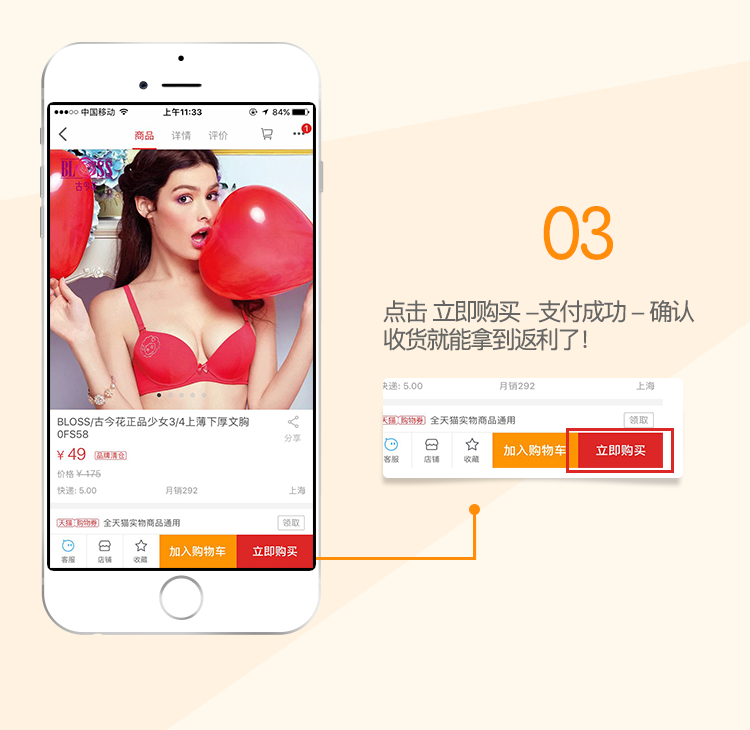 中国移动
上午11:33
84%
商品 详情 评价
1
BLOSS
古今
BLOSS/古今花正品少女3/4上薄下厚文胸
0FS58
分享
¥ 49 品牌清仓
价格 ¥ 175
快递: 5.00 月销292 上海
天猫购物券 全天猫实物商品通用 领取
客服 店铺 收藏 加入购物车 立即购买
03
点击 立即购买 –支付成功 – 确认
收货就能拿到返利了!
快递: 5.00 月销292 上海
天猫购物券 全天猫实物商品通用 领取
客服 店铺 收藏 加入购物车 立即购买